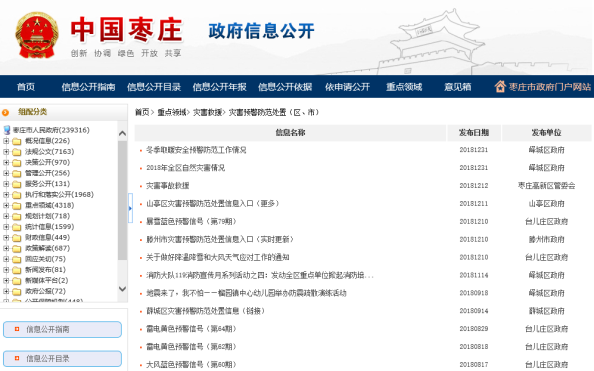 中国枣庄
政府信息公开
创新 协调 绿色 开放 共享
首页 信息公开指南 信息公开目录 信息公开年报 信息公开依据 依申请公开 重点领域 意见箱 枣庄市政府门户网站
组配分类
枣庄市人民政府(239316)
概况信息(226)
法规公文(7163)
决策公开(970)
管理公开(256)
服务公开(131)
执行和落实公开(1968)
重点领域(4318)
规划计划(718)
统计信息(1599)
财政信息(449)
政策解读(687)
回应关切(75)
新闻发布(81)
新媒体平台(2)
政府公报(72)
信息公开指南
信息公开目录
首页> 重点领域> 灾害救援> 灾害预警防范处置（区、市）
信息名称 发布日期 发布单位
冬季取暖安全预警防范工作情况 20181231 峄城区政府
2018年全区自然灾害情况 20181231 峄城区政府
灾害事故救援 20181212 枣庄高新区管委会
山亭区灾害预警防范处置信息入口（更多） 20181211 山亭区政府
暴雪蓝色预警信号（第79期） 20181210 台儿庄区政府
滕州市灾害预警防范处置信息入口（实时更新） 20181210 滕州市政府
关于做好降温降雪和大风天气应对工作的通知 20181210 台儿庄区政府
消防大队119消防宣传月系列活动之四：发动全区重点单位掀起消防组... 20181114 峄城区政府
地震来了，我不怕——榴园镇中心幼儿园举办防震疏散演练活动 20180918 峄城区政府
薛城区灾害预警防范处置信息（链接） 20180914 薛城区政府
雷电黄色预警信号（第64期） 20180829 台儿庄区政府
雷电黄色预警信号（第62期） 20180818 台儿庄区政府
大风蓝色预警信号（第60期） 20180817 台儿庄区政府